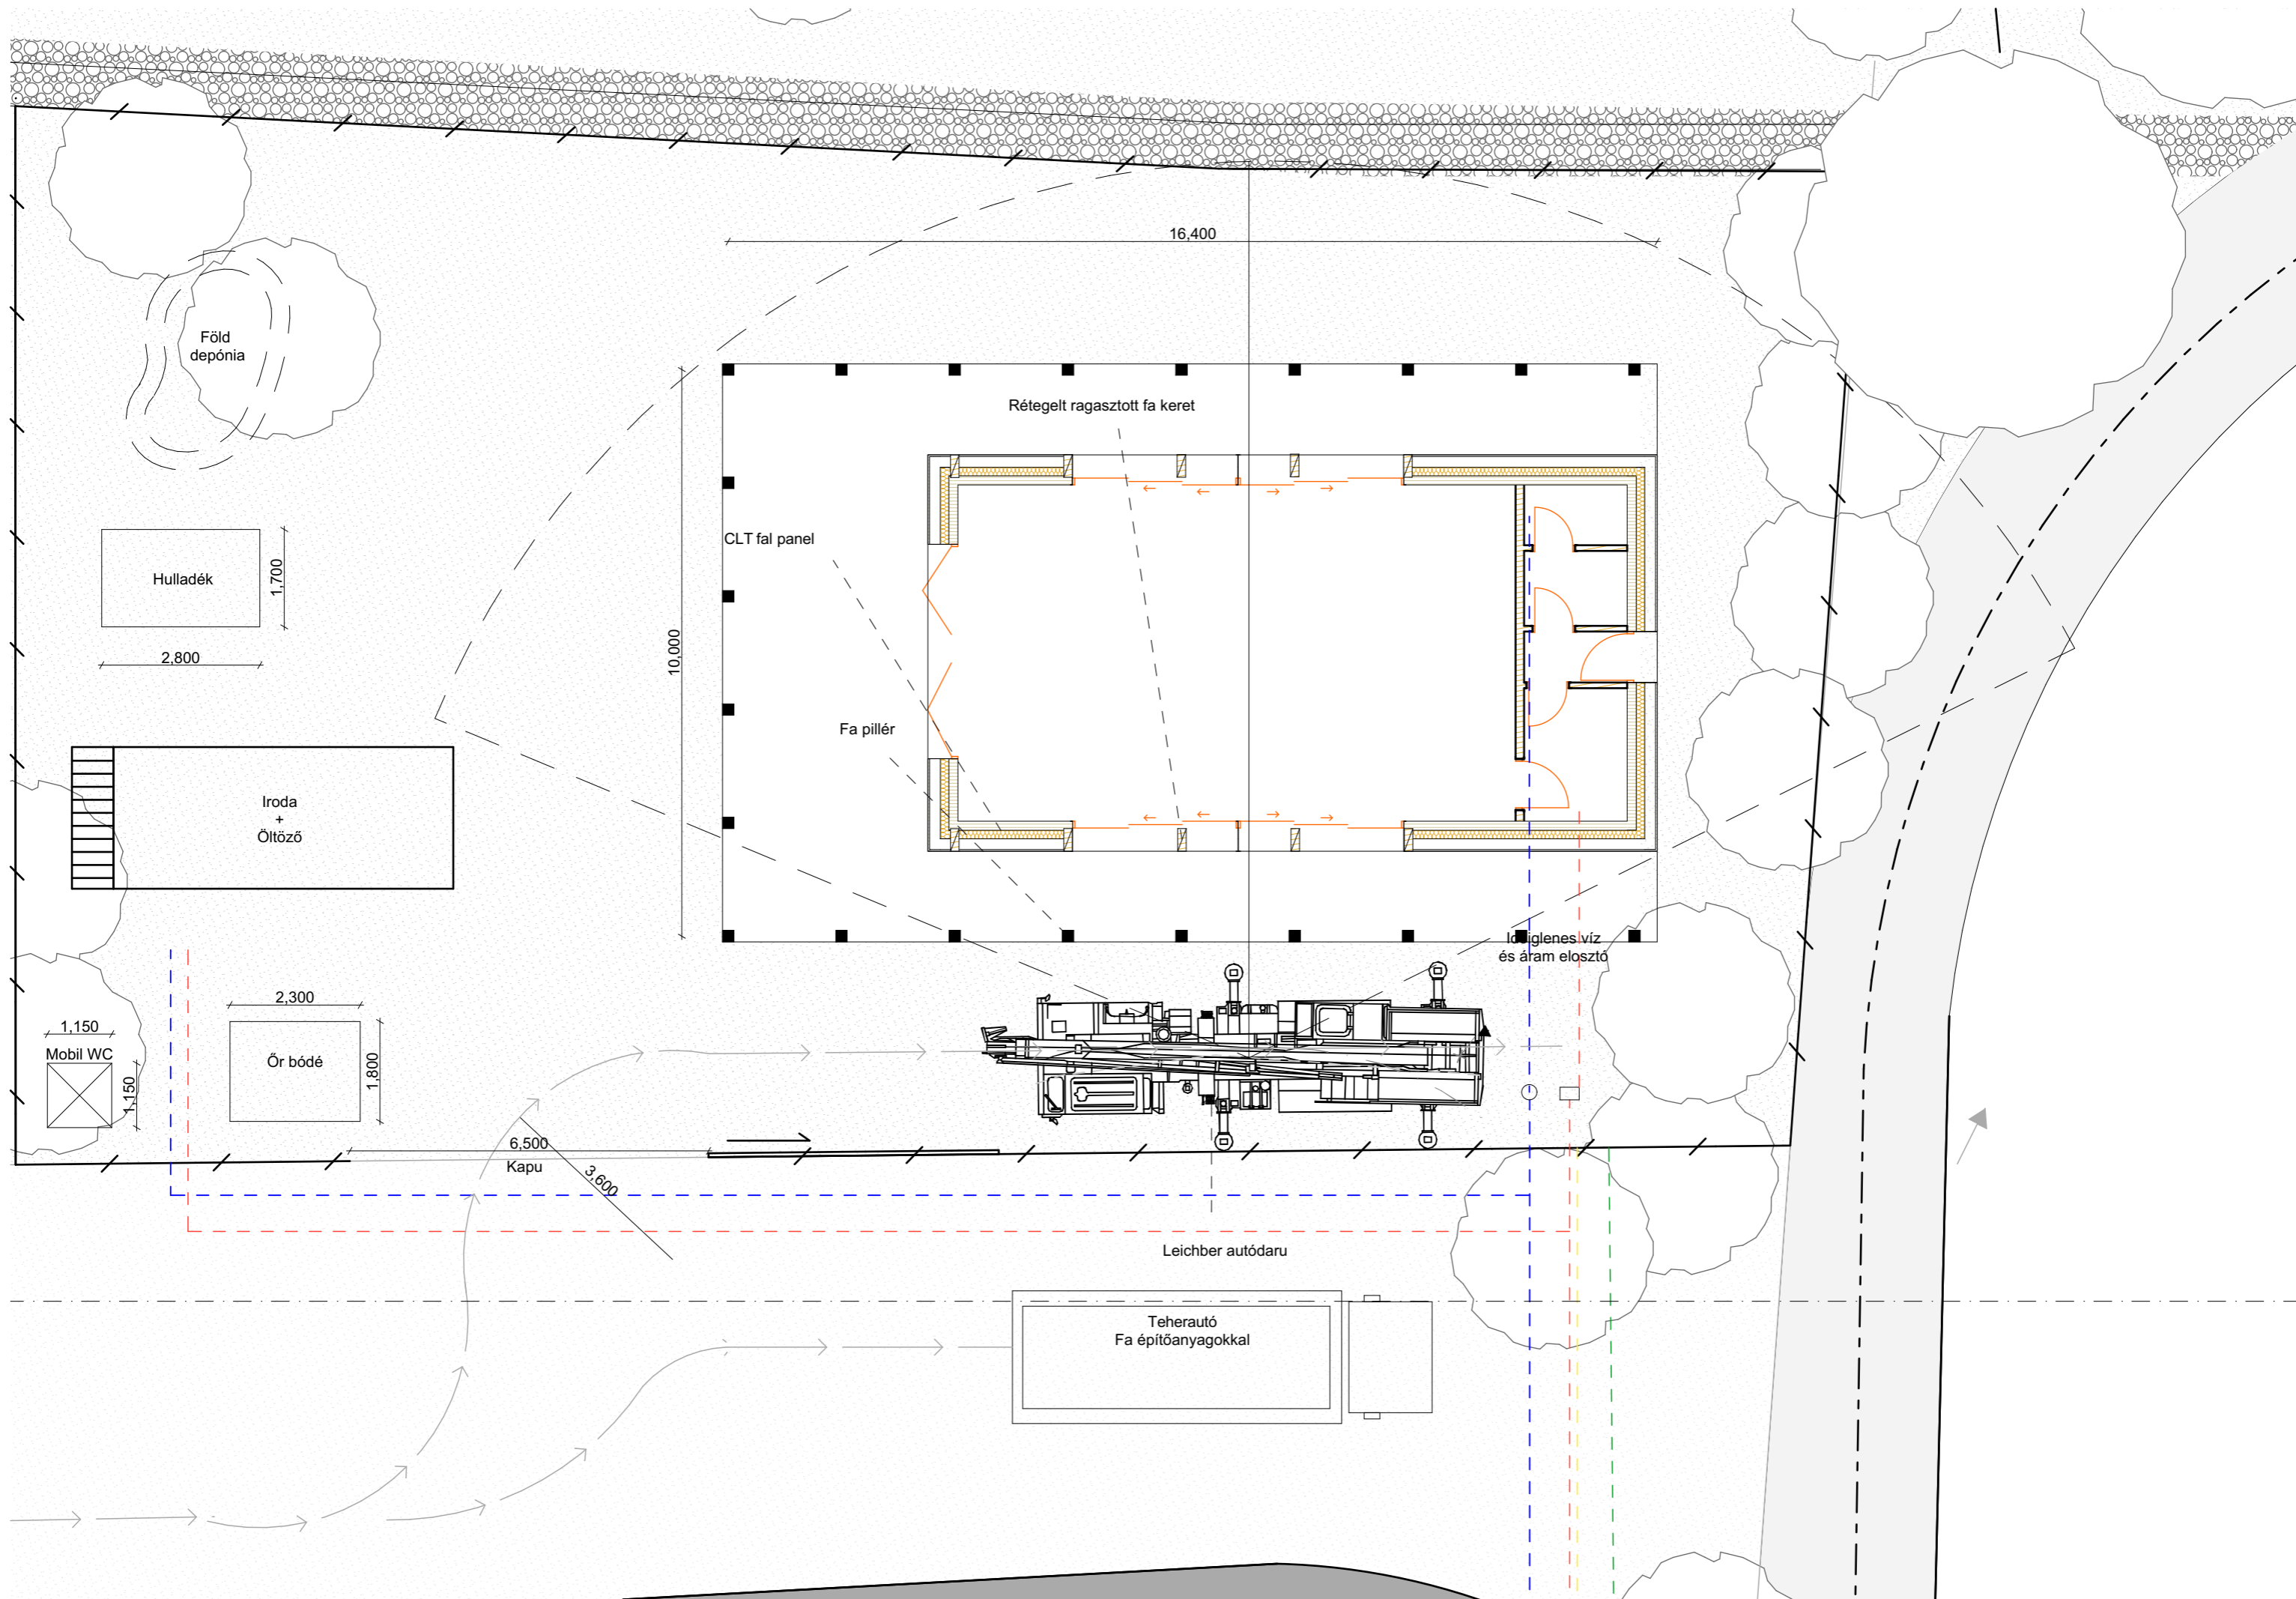 16,400
Föld
depónia
Rétegelt ragasztott fa keret
CLT fal panel
Hulladék
1,700
2,800
10,000
Fa pillér
Iroda
+
Öltöző
Ideiglenes víz
és áram elosztó
2,300
1,150
Mobil WC
1,150
Őr bódé
1,800
6,500
Kapu
3,600
Leichber autódaru
Teherautó
Fa építőanyagokkal